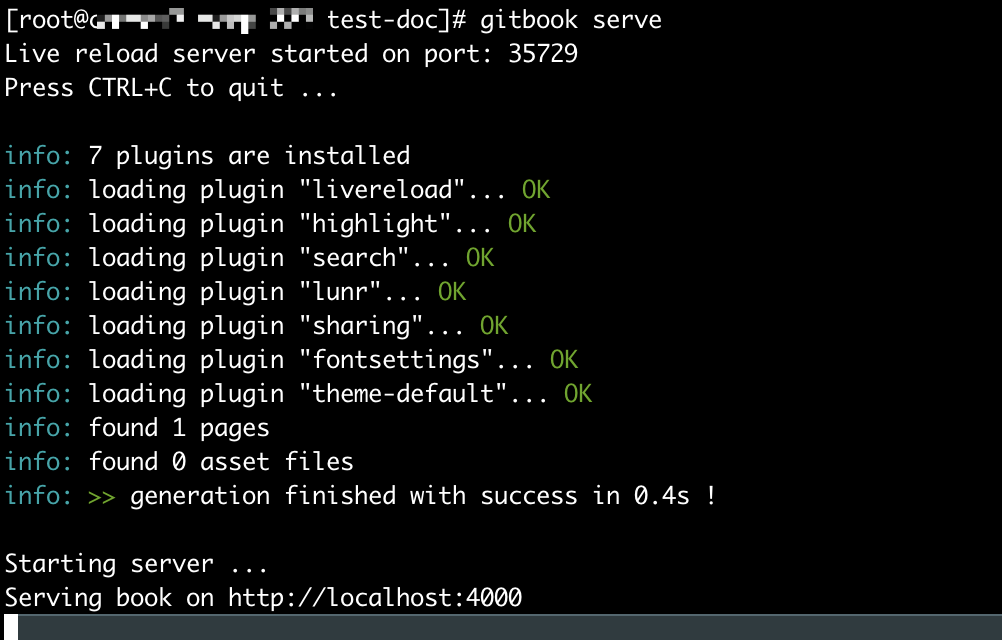 [root@ test-doc]# gitbook serve
Live reload server started on port: 35729
Press CTRL+C to quit ...
info: 7 plugins are installed
info: loading plugin "livereload"... OK
info: loading plugin "highlight"... OK
info: loading plugin "search"... OK
info: loading plugin "lunr"... OK
info: loading plugin "sharing"... OK
info: loading plugin "fontsettings"... OK
info: loading plugin "theme-default"... OK
info: found 1 pages
info: found 0 asset files
info: >> generation finished with success in 0.4s !
Starting server ...
Serving book on http://localhost:4000